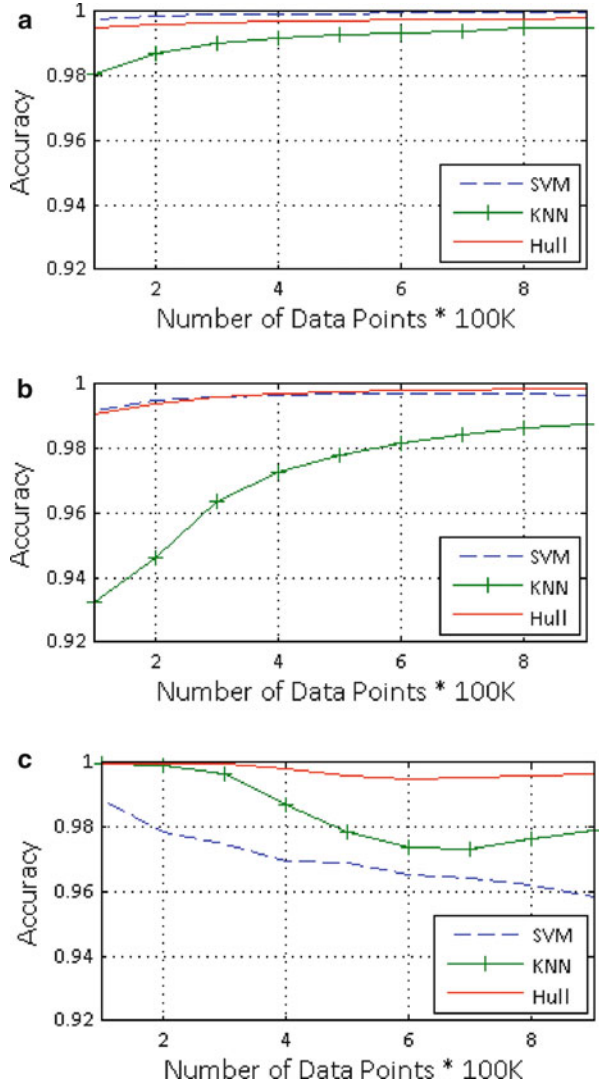 a
1
0.98
0.96
0.94
0.92
Accuracy
SVM
KNN
Hull
2 4 6 8
Number of Data Points * 100K
b
1
0.98
0.96
0.94
0.92
Accuracy
SVM
KNN
Hull
2 4 6 8
Number of Data Points * 100K
c
1
0.98
0.96
0.94
0.92
Accuracy
SVM
KNN
Hull
2 4 6 8
Number of Data Points * 100K